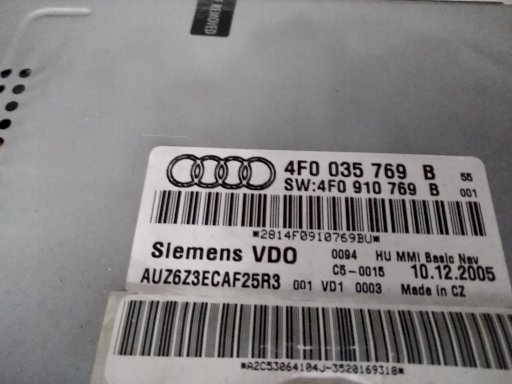 REMOVED
4F0 035 769 B 55
SW:4F0 910 769 B 001
*2814F0910769BU*
Siemens VDO 0094 HU MMI Basic Nav
C5-0015 10.12.2005
AUZ6Z3ECAF25R3 001 VD1 0003 Made in CZ
*A2C53064104J-3520169318*